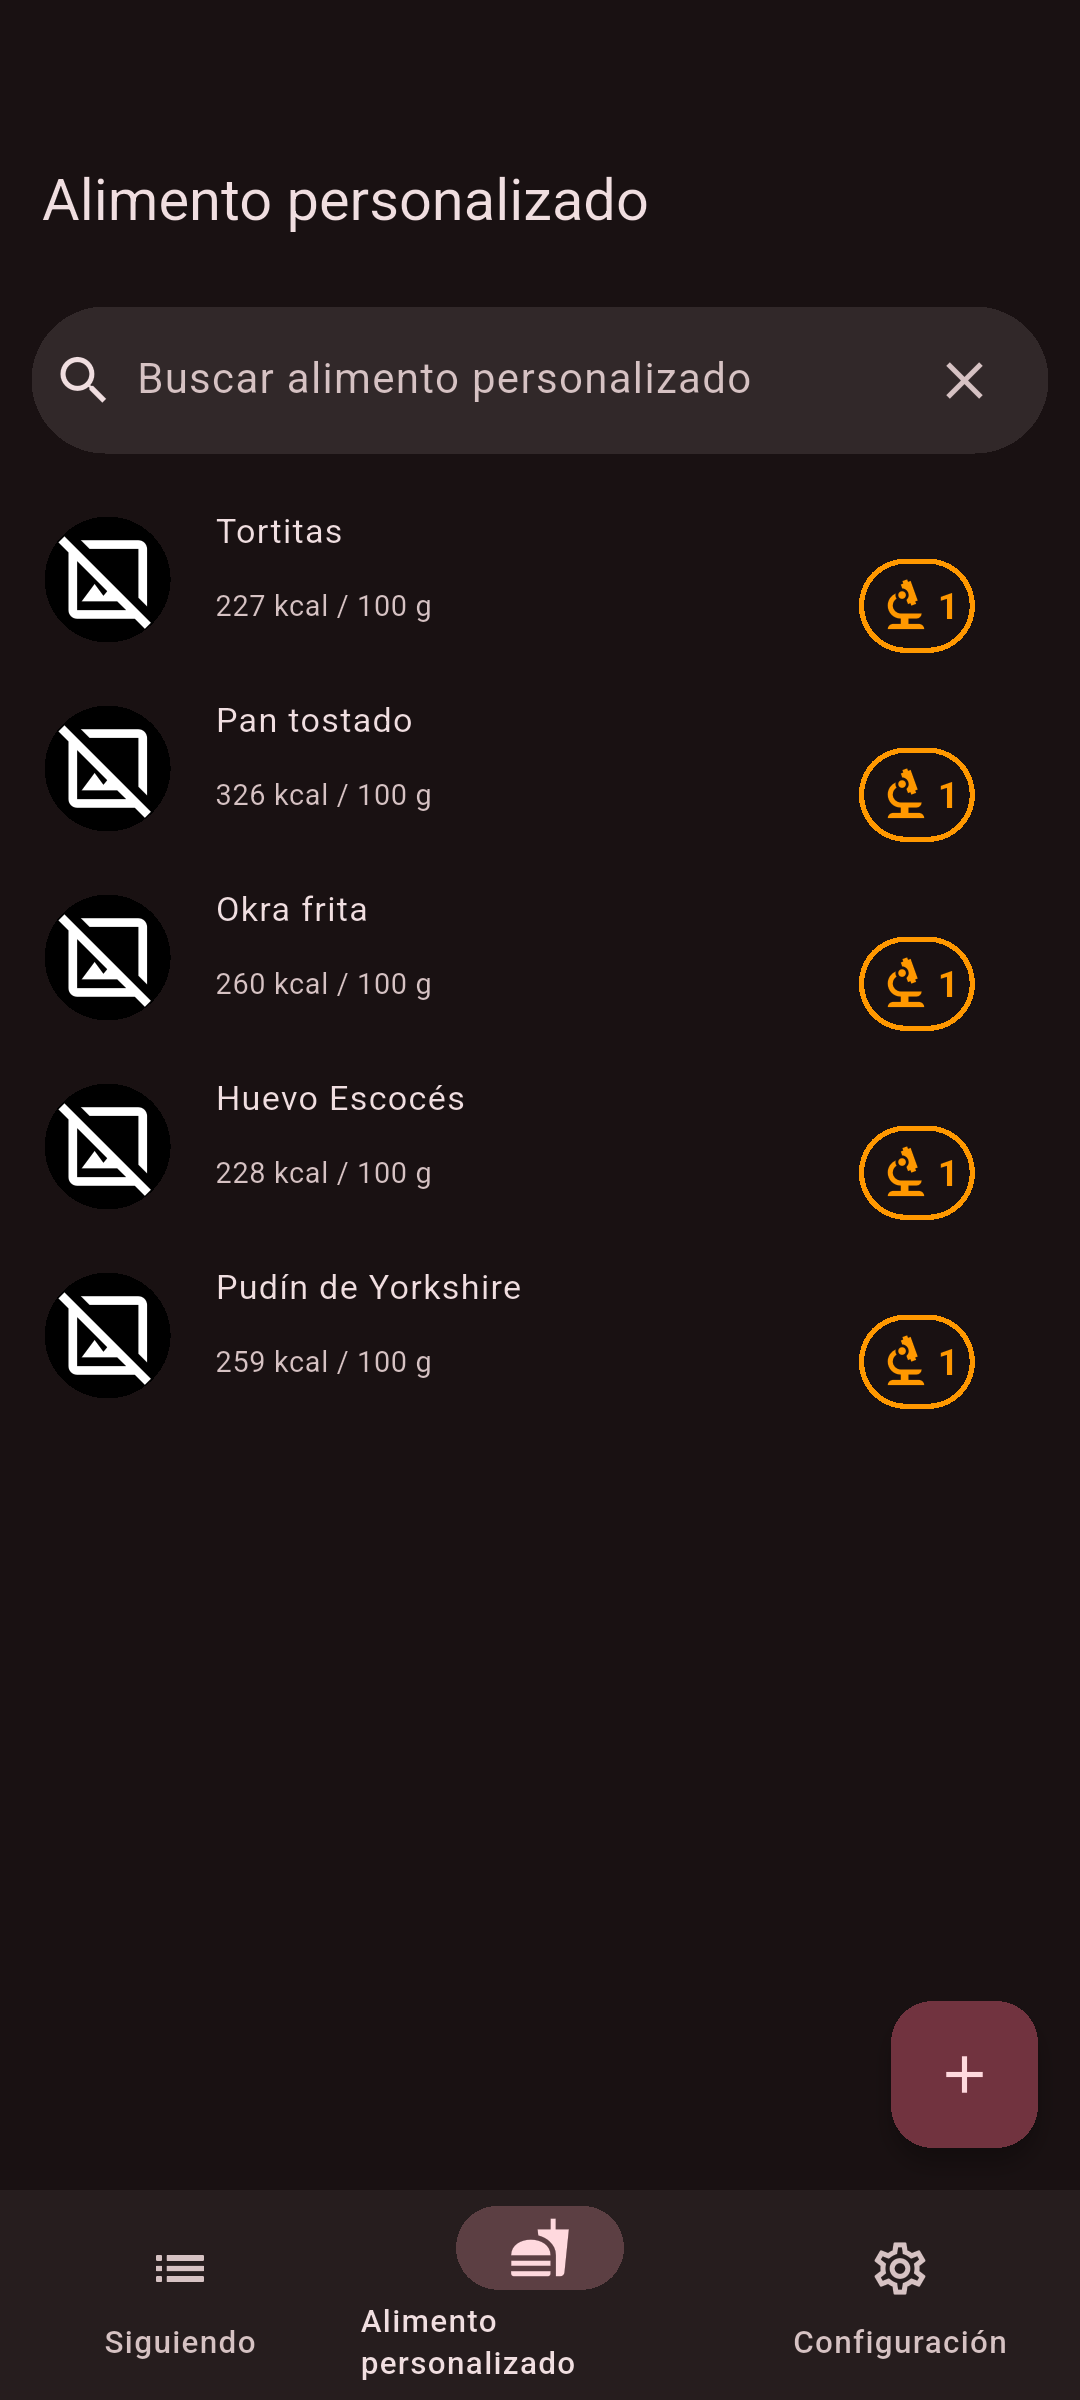 Alimento personalizado
Buscar alimento personalizado
Tortitas
227 kcal / 100 g
1
Pan tostado
326 kcal / 100 g
1
Okra frita
260 kcal / 100 g
1
Huevo Escocés
228 kcal / 100 g
1
Pudín de Yorkshire
259 kcal / 100 g
1
Siguiendo
Alimento
personalizado
Configuración